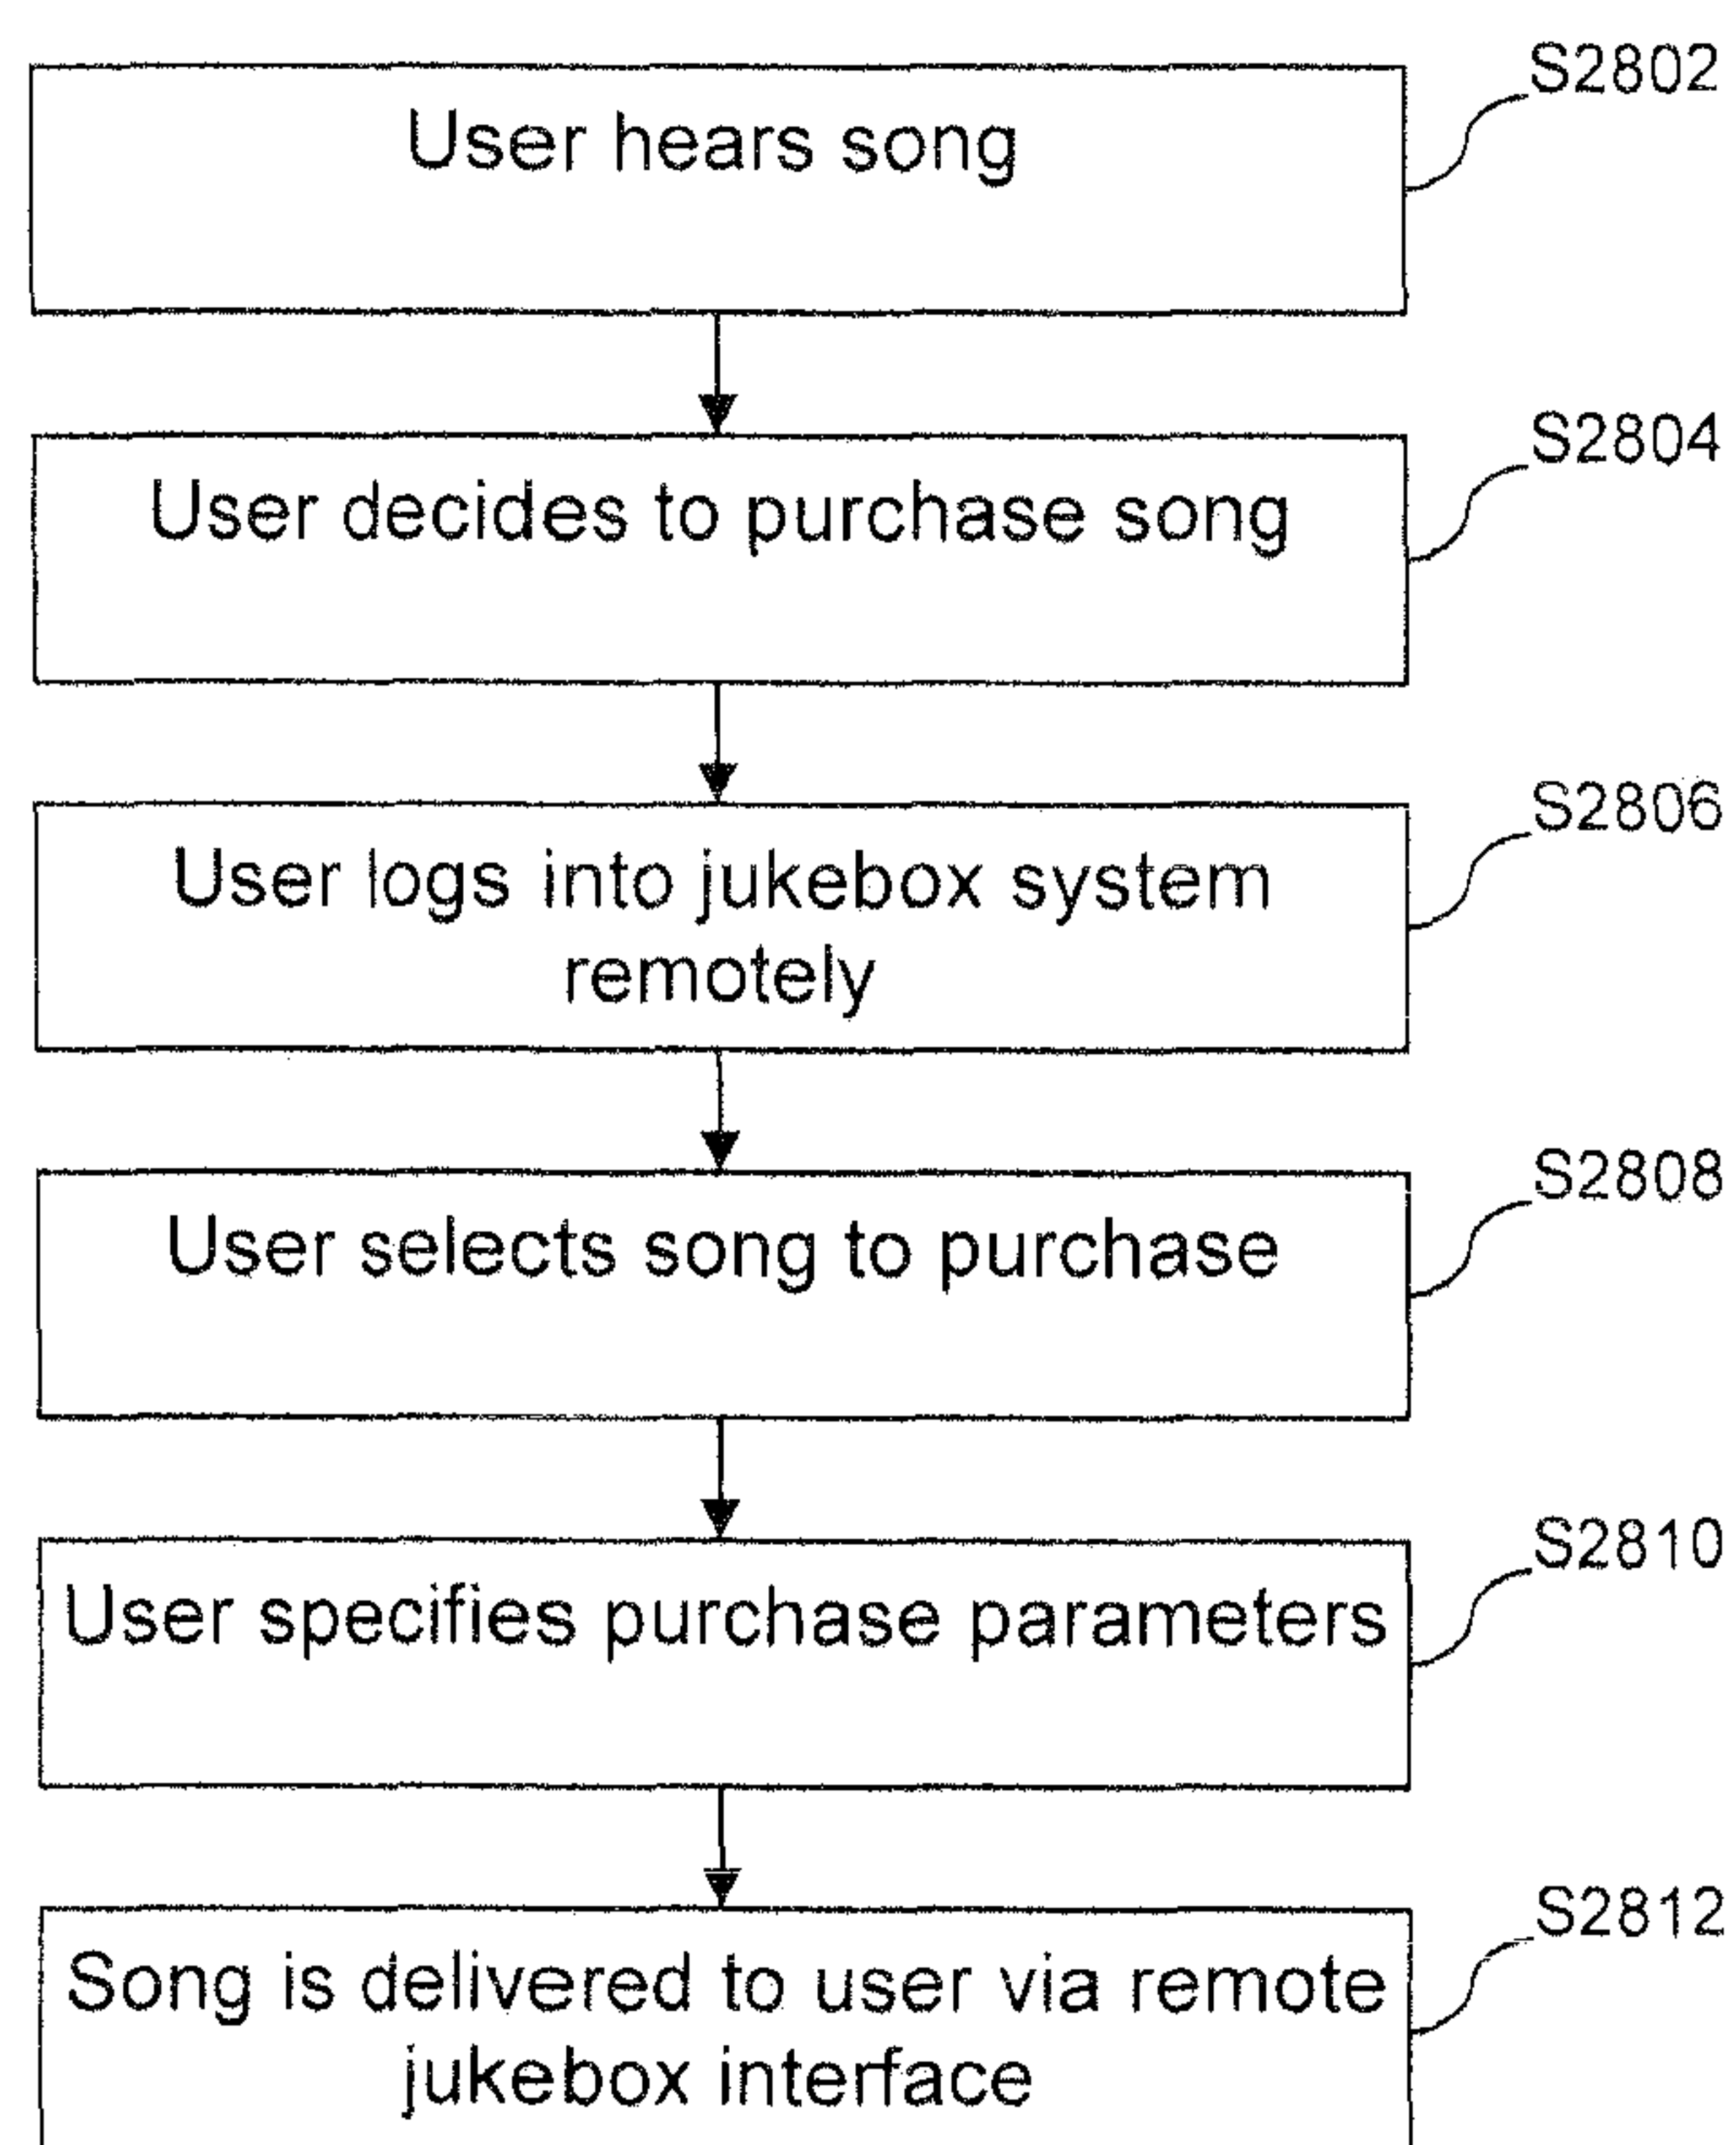 S2802
User hears song
S2804
User decides to purchase song
S2806
User logs into jukebox system
remotely
S2808
User selects song to purchase
S2810
User specifies purchase parameters
S2812
Song is delivered to user via remote
jukebox interface